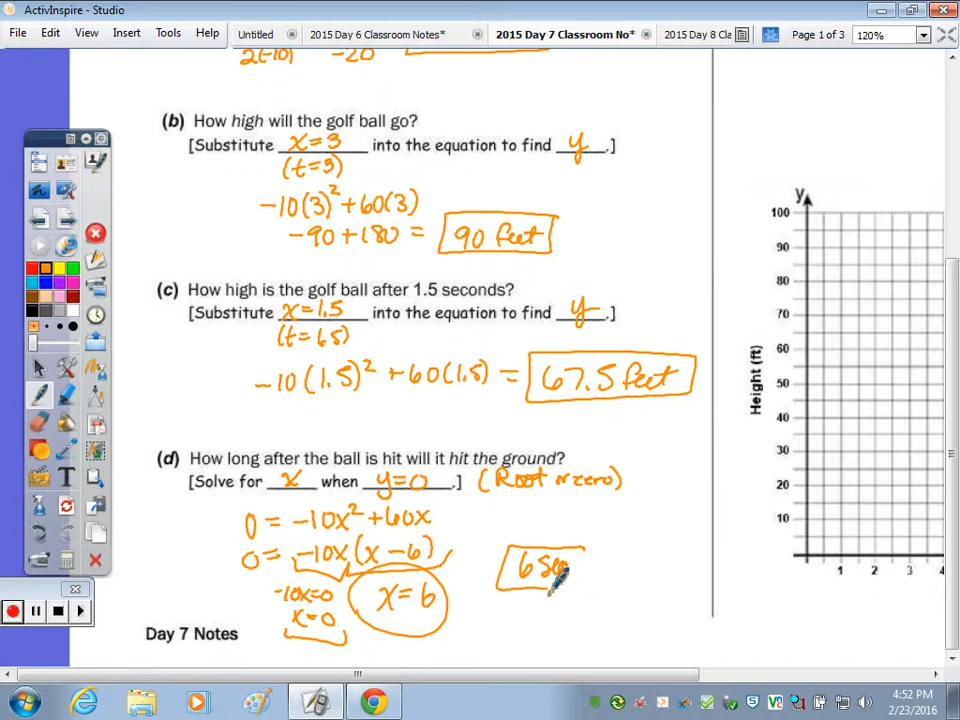 ActivInspire - Studio
File Edit View Insert Tools Help Untitled 2015 Day 6 Classroom Notes* 2015 Day 7 Classroom No* 2015 Day 8 Cl Page 1 of 3 120%
2(-10) -20
(b) How high will the golf ball go?
[Substitute x=3 into the equation to find y.]
(t=3)
-10(3)² +60(3)
-90+180 = 90 feet
(c) How high is the golf ball after 1.5 seconds?
[Substitute x=1.5 into the equation to find y.]
(t=1.5)
-10(1.5)² +60(1.5) = 67.5 feet
(d) How long after the ball is hit will it hit the ground?
[Solve for x when y=0.] (Root or zero)
0 = -10x² +60x
0= -10x(x-6)
6 sec
-10x=0 x=6
x=0
Day 7 Notes
y
100
90
80
70
60
50
40
30
20
10
Height (ft)
1 2 3 4
4:52 PM
2/23/2016